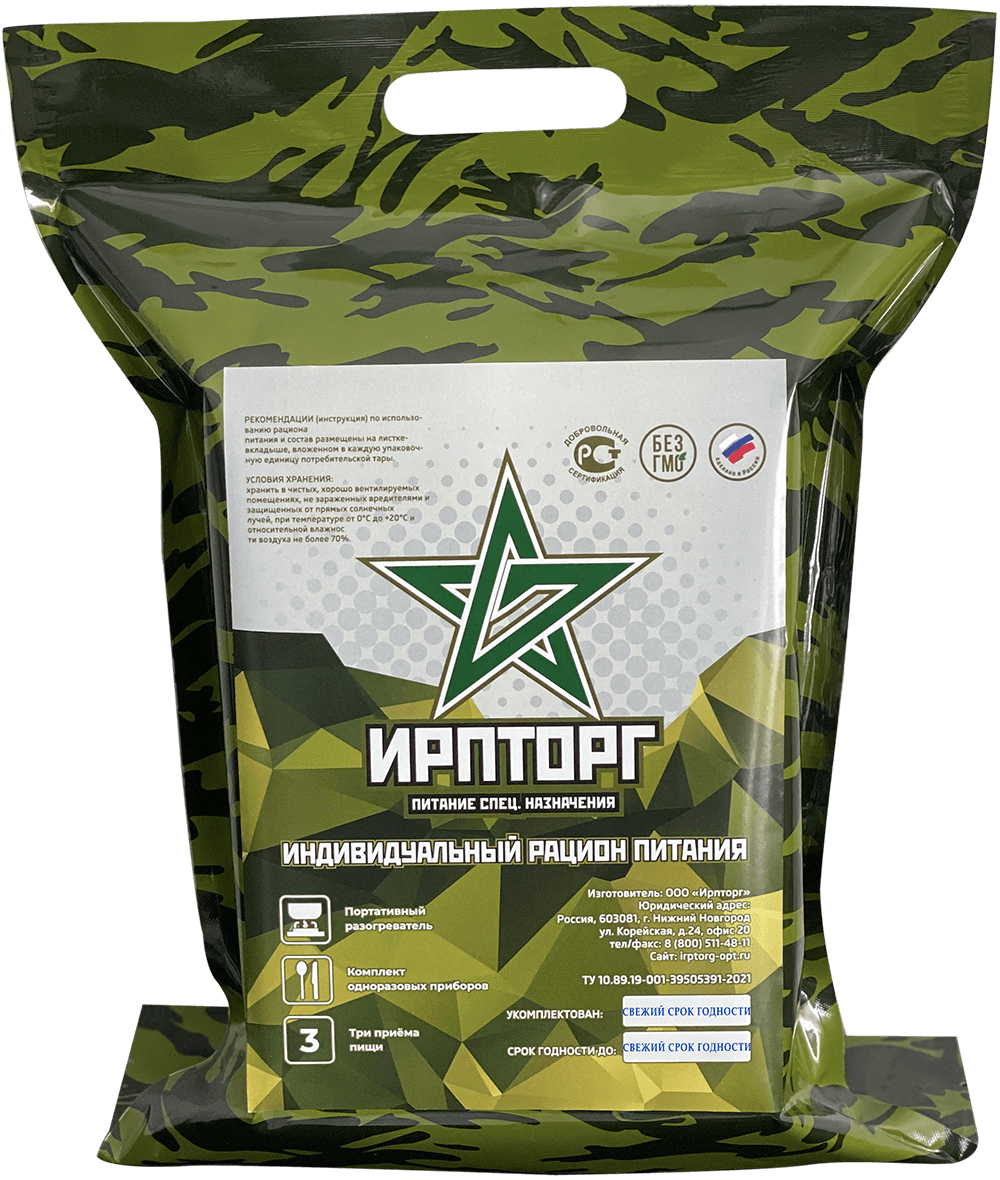 РЕКОМЕНДАЦИИ (инструкция) по использо-
ванию рациона
питания и состав размещены на листке-
вкладыше, вложенном в каждую упаковоч-
ную единицу потребительской тары.
УСЛОВИЯ ХРАНЕНИЯ:
хранить в чистых, хорошо вентилируемых
помещениях, не зараженных вредителями и
защищенных от прямых солнечных
лучей, при температуре от 0°С до +20°С и
относительной влажнос
ти воздуха не более 70%.
ДОБРОВОЛЬНАЯ
РСТ
СЕРТИФИКАЦИЯ
БЕЗ
ГМО
Сделано в России
ИРПТОРГ
ПИТАНИЕ СПЕЦ. НАЗНАЧЕНИЯ
ИНДИВИДУАЛЬНЫЙ РАЦИОН ПИТАНИЯ
Портативный
разогреватель
Комплект
одноразовых приборов
3
Три приёма
пищи
Изготовитель: ООО «Ирпторг»
Юридический адрес:
Россия, 603081, г. Нижний Новгород
ул. Корейская, д.24, офис 20
тел/факс: 8 (800) 511-48-11
Сайт: irptorg-opt.ru
ТУ 10.89.19-001-39505391-2021
УКОМПЛЕКТОВАН: СВЕЖИЙ СРОК ГОДНОСТИ
СРОК ГОДНОСТИ ДО: СВЕЖИЙ СРОК ГОДНОСТИ